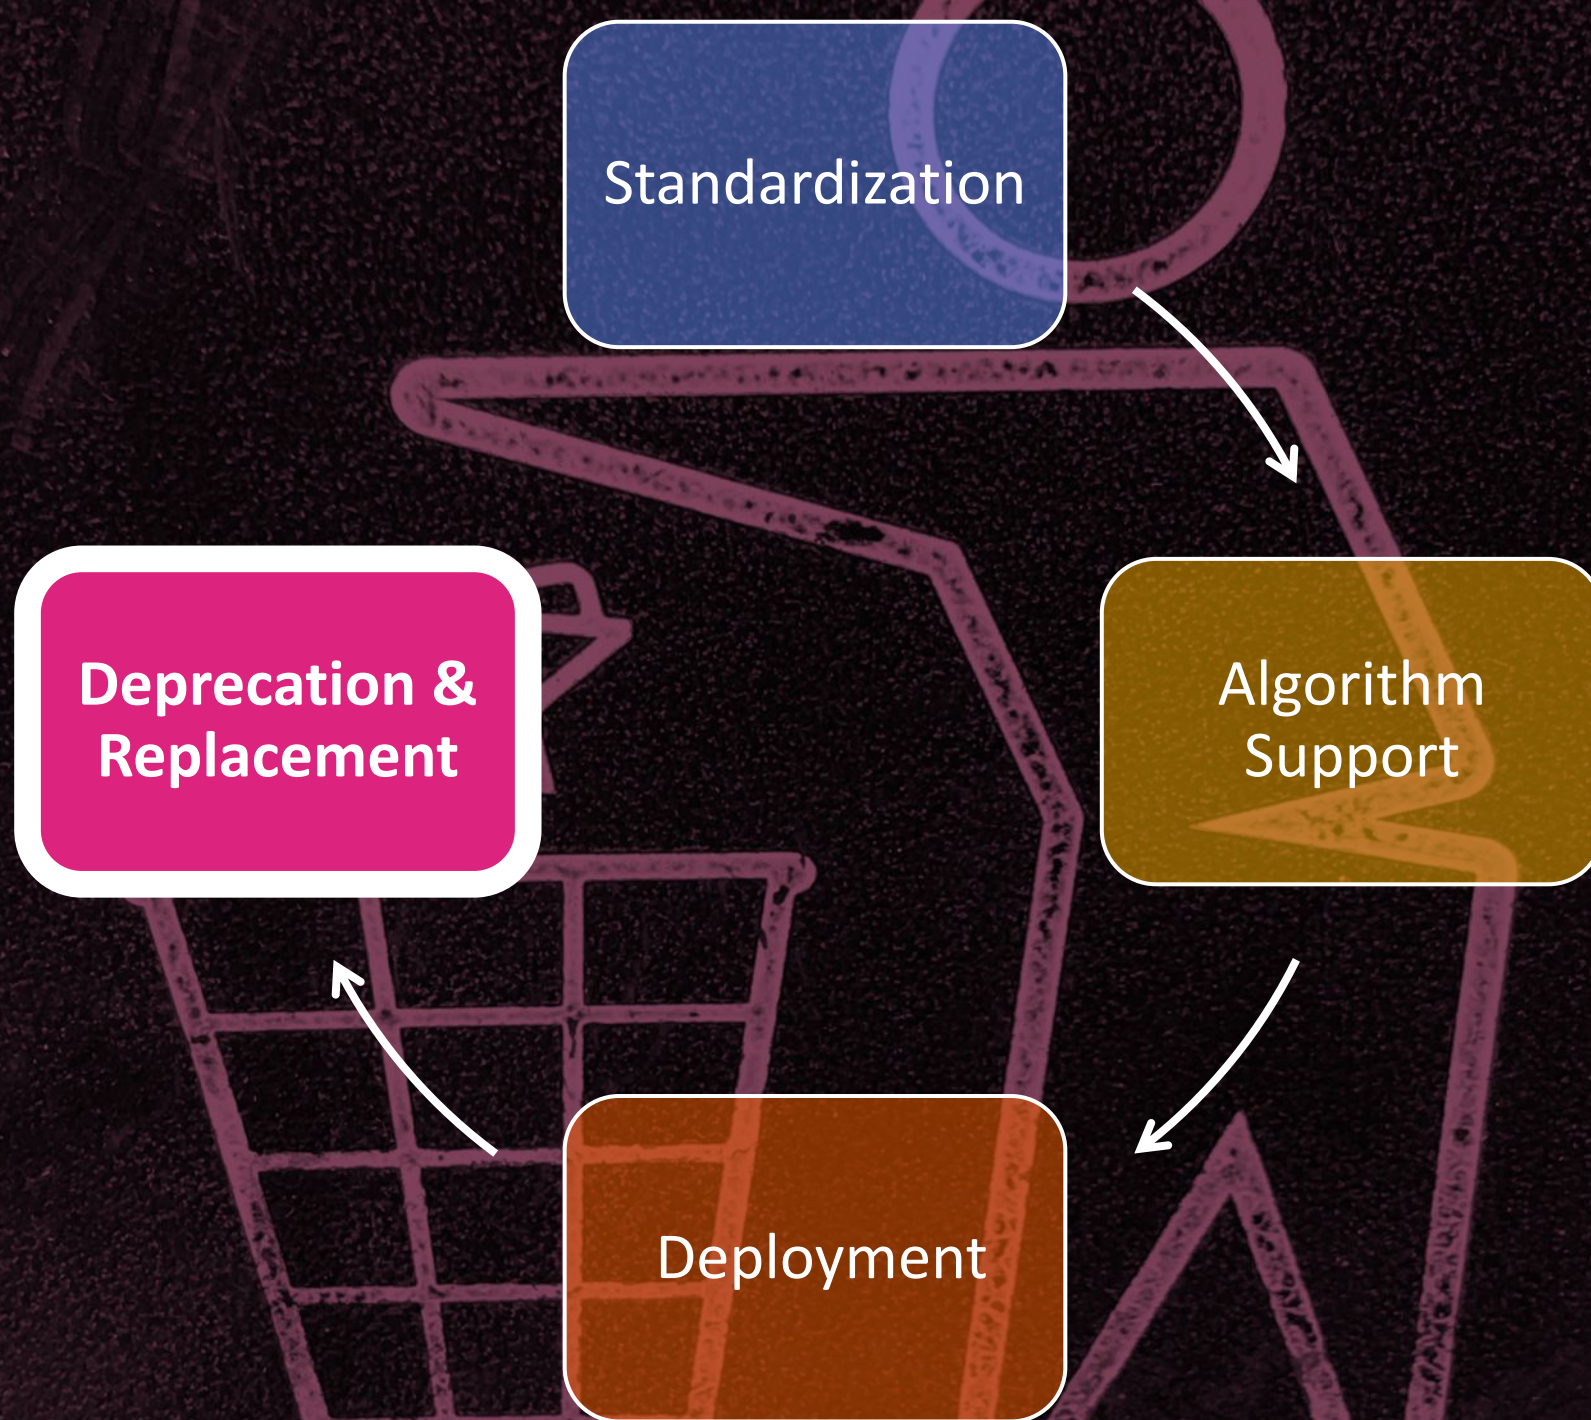 Standardization
Deprecation &
Replacement
Algorithm
Support
Deployment